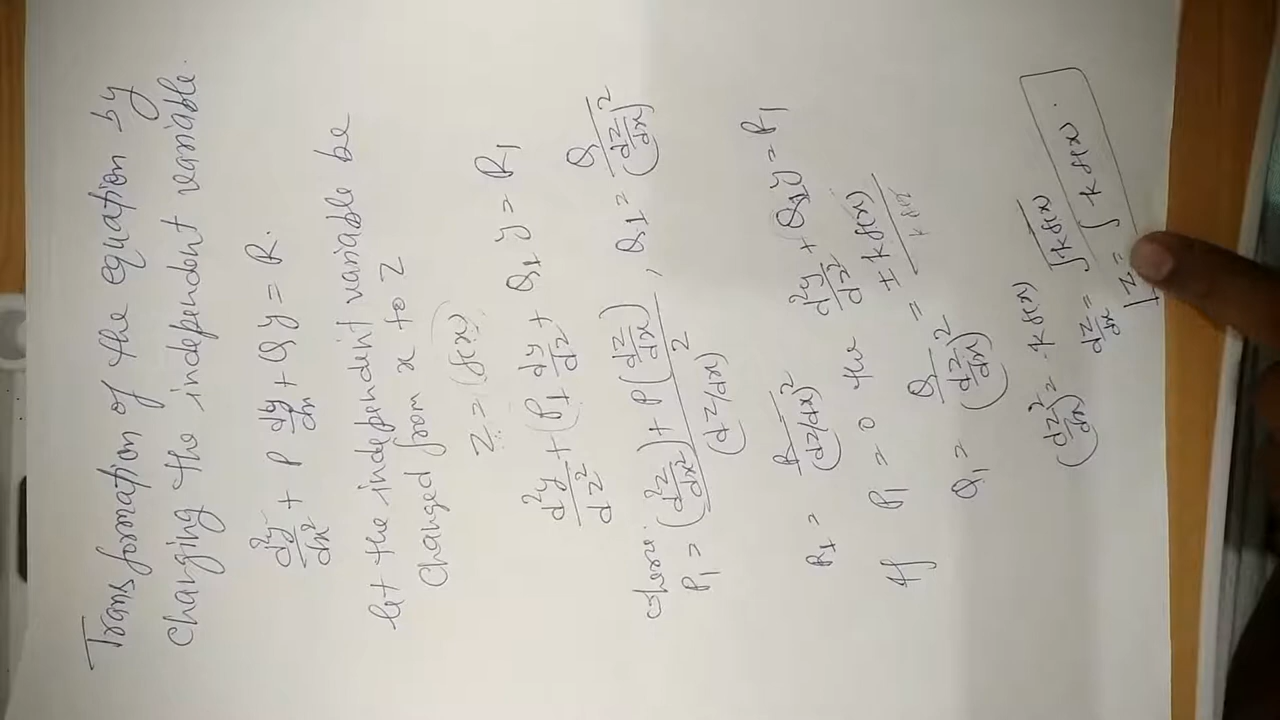 Transformation of the equation by
changing the independent variable.
d²y/dx² + P dy/dx + Qy = R.
let the independent variable be
changed from x to z
z = f(x)
d²y/dz² + (P₁ dy/dz + Q₁ y = R₁
where
P₁ = ((d²z/dx²) + P(dz/dx))/(dz/dx)², Q₁ = Q/(dz/dx)²
R₁ = R/(dz/dx)²
If P₁ = 0 the d²y/dz² + Q₁y = R₁
Q₁ = Q/(dz/dx)² = ± k f(x)/
(dz/dx)² = k f(x)
dz/dx = √k f(x)
z = ∫√k f(x).